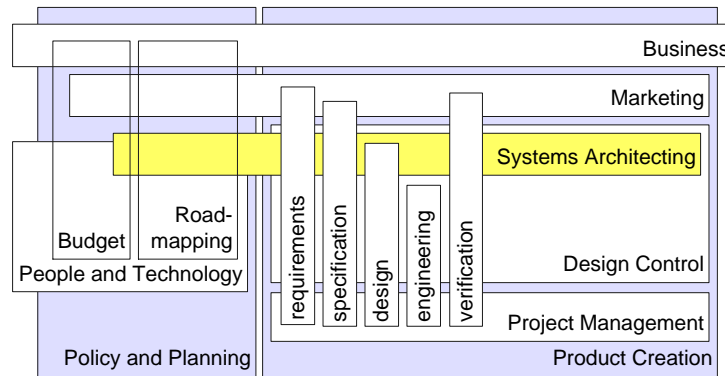 Business
Marketing
Systems Architecting
Budget
Road-
mapping
People and Technology
requirements
specification
design
engineering
verification
Design Control
Project Management
Policy and Planning
Product Creation